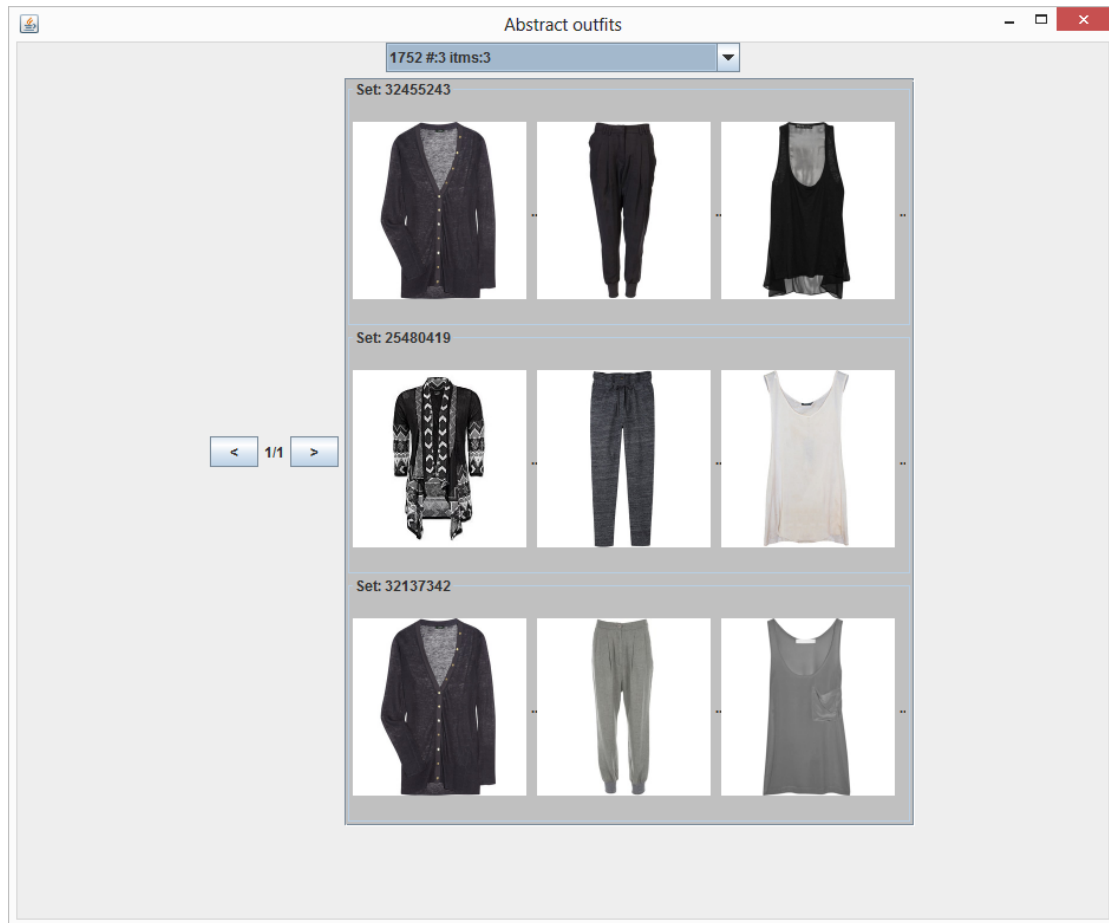 Abstract outfits
1752 #:3 itms:3
Set: 32455243
.. .. ..
Set: 25480419
.. .. ..
< 1/1 >
Set: 32137342
.. .. ..